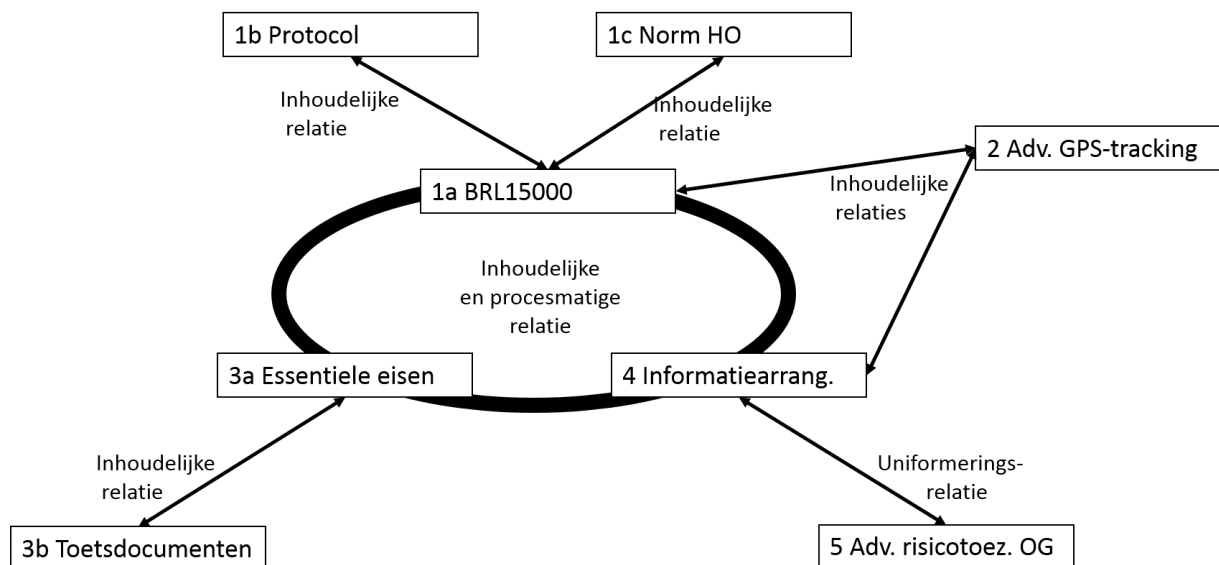 1b Protocol
1c Norm HO
Inhoudelijke
relatie
Inhoudelijke
relatie
2 Adv. GPS-tracking
1a BRL15000
Inhoudelijke
relaties
Inhoudelijke
en procesmatige
relatie
3a Essentiele eisen
4 Informatiearrang.
Inhoudelijke
relatie
Uniformerings-
relatie
3b Toetsdocumenten
5 Adv. risicotoez. OG